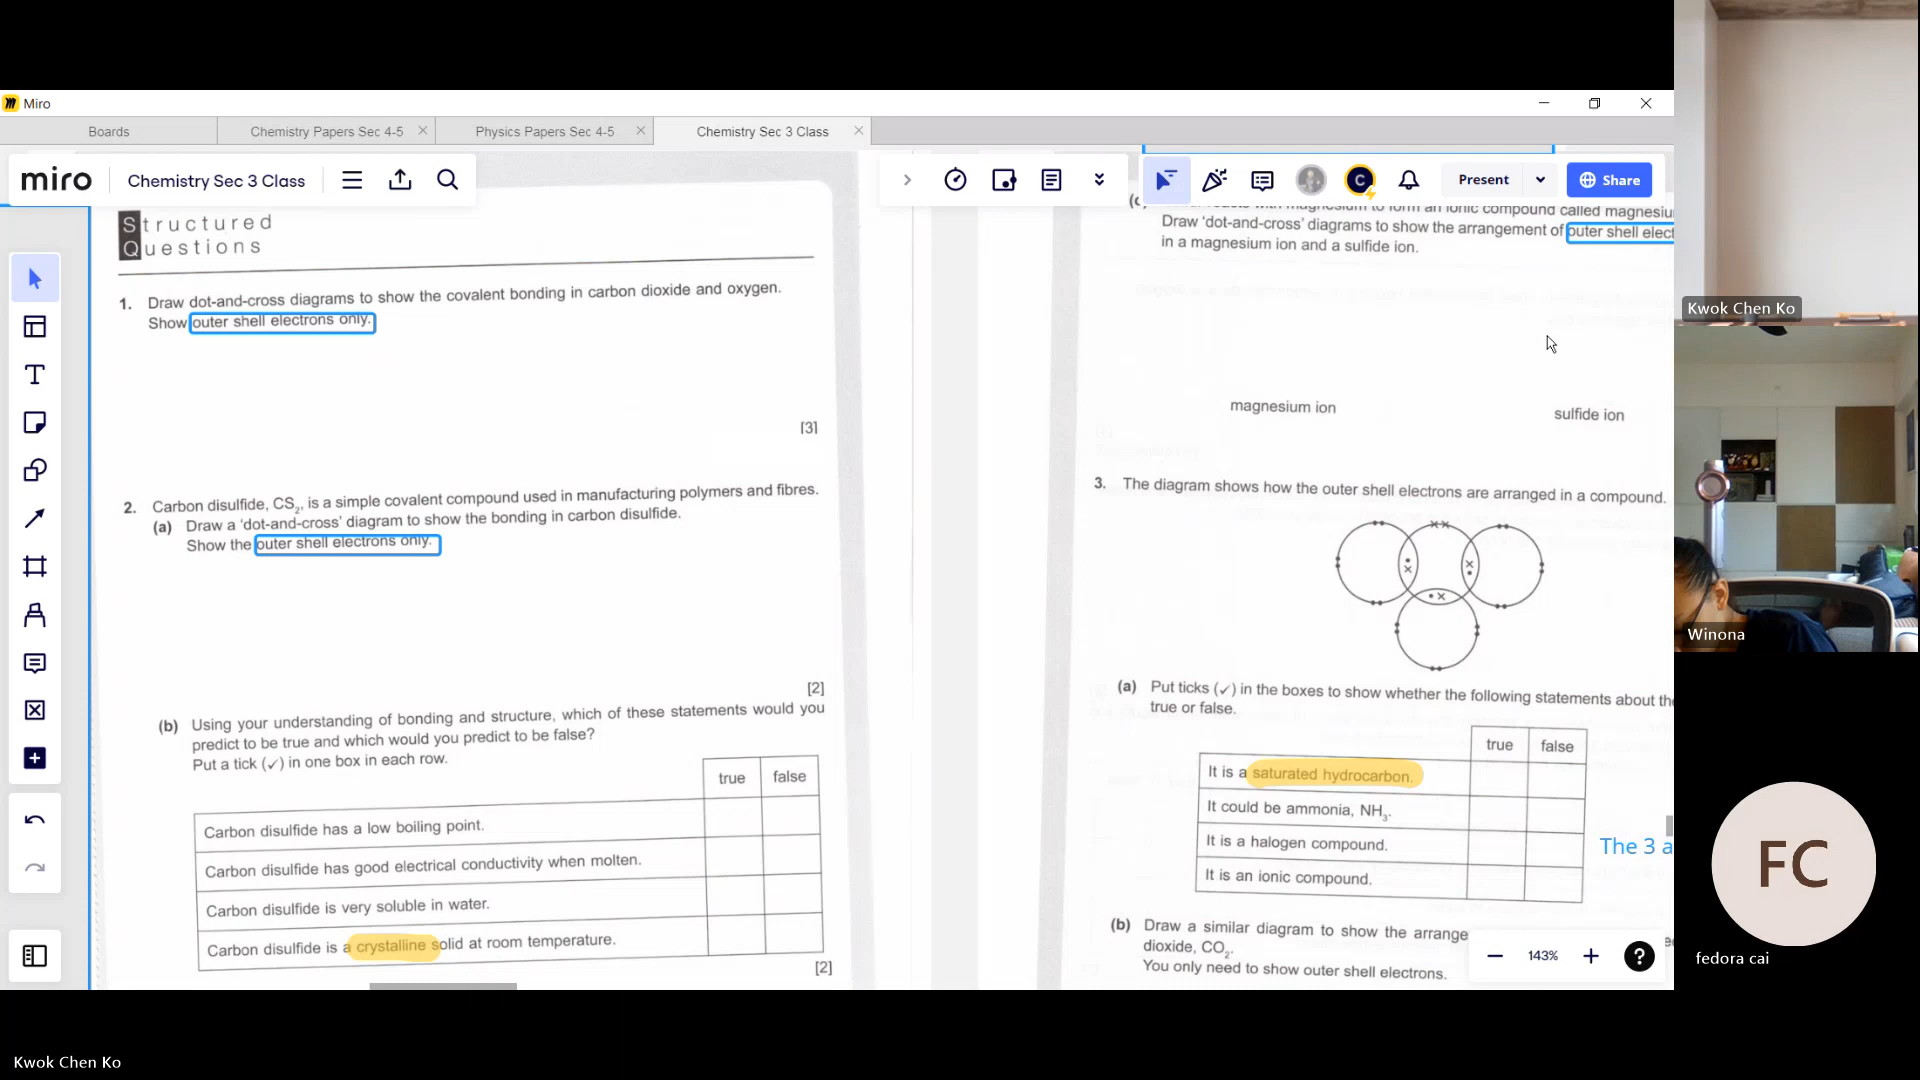 Miro
Boards
Chemistry Papers Sec 4-5
Physics Papers Sec 4-5
Chemistry Sec 3 Class
miro
Chemistry Sec 3 Class
C
Present
Share
Structured
Questions
1. Draw dot-and-cross diagrams to show the covalent bonding in carbon dioxide and oxygen.
Show outer shell electrons only.
[3]
2. Carbon disulfide, CS2, is a simple covalent compound used in manufacturing polymers and fibres.
(a) Draw a ‘dot-and-cross’ diagram to show the bonding in carbon disulfide.
Show the outer shell electrons only.
[2]
(b) Using your understanding of bonding and structure, which of these statements would you
predict to be true and which would you predict to be false?
Put a tick (✓) in one box in each row.
true false
Carbon disulfide has a low boiling point.
Carbon disulfide has good electrical conductivity when molten.
Carbon disulfide is very soluble in water.
Carbon disulfide is a crystalline solid at room temperature.
[2]
with magnesium to form an ionic compound called
Draw ‘dot-and-cross’ diagrams to show the arrangement of outer shell
in a magnesium ion and a sulfide ion.
magnesium ion sulfide ion
3. The diagram shows how the outer shell electrons are arranged in a compound.
(a) Put ticks (✓) in the boxes to show whether the following statements about
true or false.
true false
It is a saturated hydrocarbon.
It could be ammonia, NH3.
It is a halogen compound.
It is an ionic compound.
The 3
(b) Draw a similar diagram to show the
dioxide, CO2.
You only need to show outer shell electrons.
143%
Kwok Chen Ko
Winona
FC
fedora cai
Kwok Chen Ko